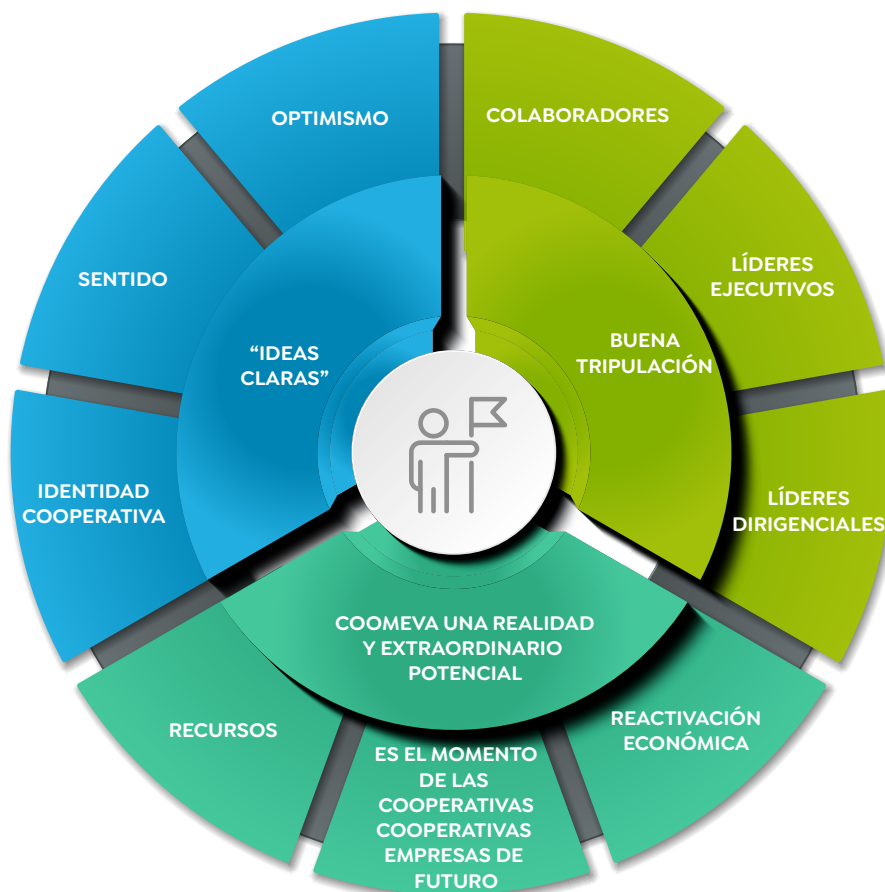 OPTIMISMO
COLABORADORES
SENTIDO
LÍDERES
EJECUTIVOS
“IDEAS
CLARAS”
BUENA
TRIPULACIÓN
IDENTIDAD
COOPERATIVA
LÍDERES
DIRIGENCIALES
COOMEVA UNA REALIDAD
Y EXTRAORDINARIO
POTENCIAL
RECURSOS
REACTIVACIÓN
ECONÓMICA
ES EL MOMENTO
DE LAS
COOPERATIVAS
COOPERATIVAS
EMPRESAS DE
FUTURO